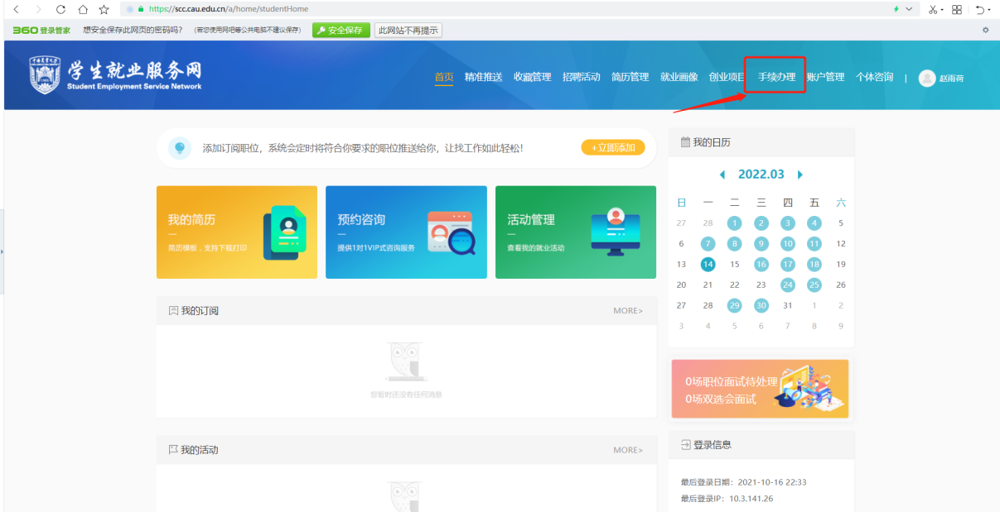 https://scc.cau.edu.cn/a/home/studentHome
360 登录管家 想安全保存此网页的密码吗? (若您使用网吧等公共电脑不建议保存) 安全保存 此网站不再提示
学生就业服务网
Student Employment Service Network
首页 精准推送 收藏管理 招聘活动 简历管理 就业画像 创业项目 手续办理 账户管理 个体咨询 | 赵雨荷
添加订阅职位，系统会定时将符合你要求的职位推送给你，让找工作如此轻松！ +立即添加
我的简历
简历模板，支持下载打印
预约咨询
提供1对1VIP式咨询服务
活动管理
查看我的就业活动
我的订阅 MORE>
您暂时还没有任何消息
我的活动 MORE>
我的日历
2022.03
日 一 二 三 四 五 六
27 28 1 2 3 4 5
6 7 8 9 10 11 12
13 14 15 16 17 18 19
20 21 22 23 24 25 26
27 28 29 30 31 1 2
3 4 5 6 7 8 9
0场职位面试待处理
0场双选会面试
登录信息
最后登录日期：2021-10-16 22:33
最后登录IP：10.3.141.26